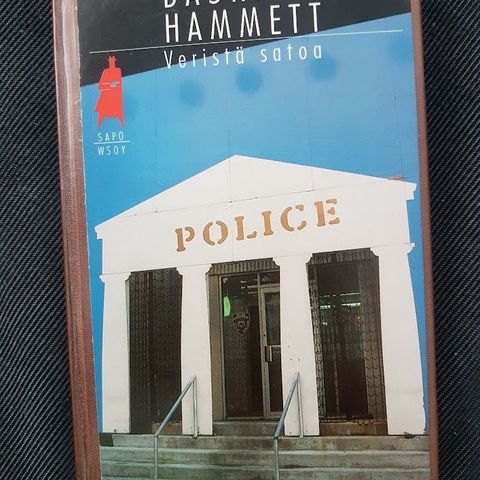 HAMMETT
Veristä satoa
SAPO
WSOY
POLICE